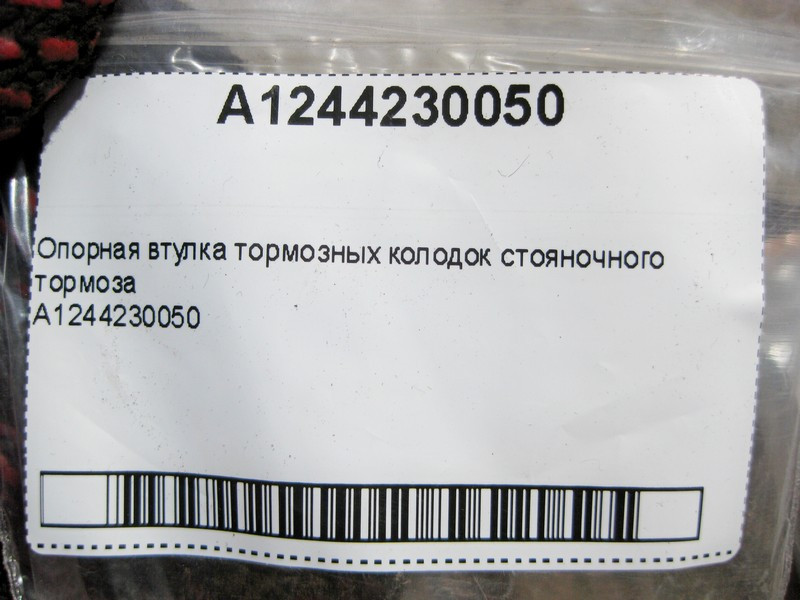 A1244230050
Опорная втулка тормозных колодок стояночного
тормоза
A1244230050